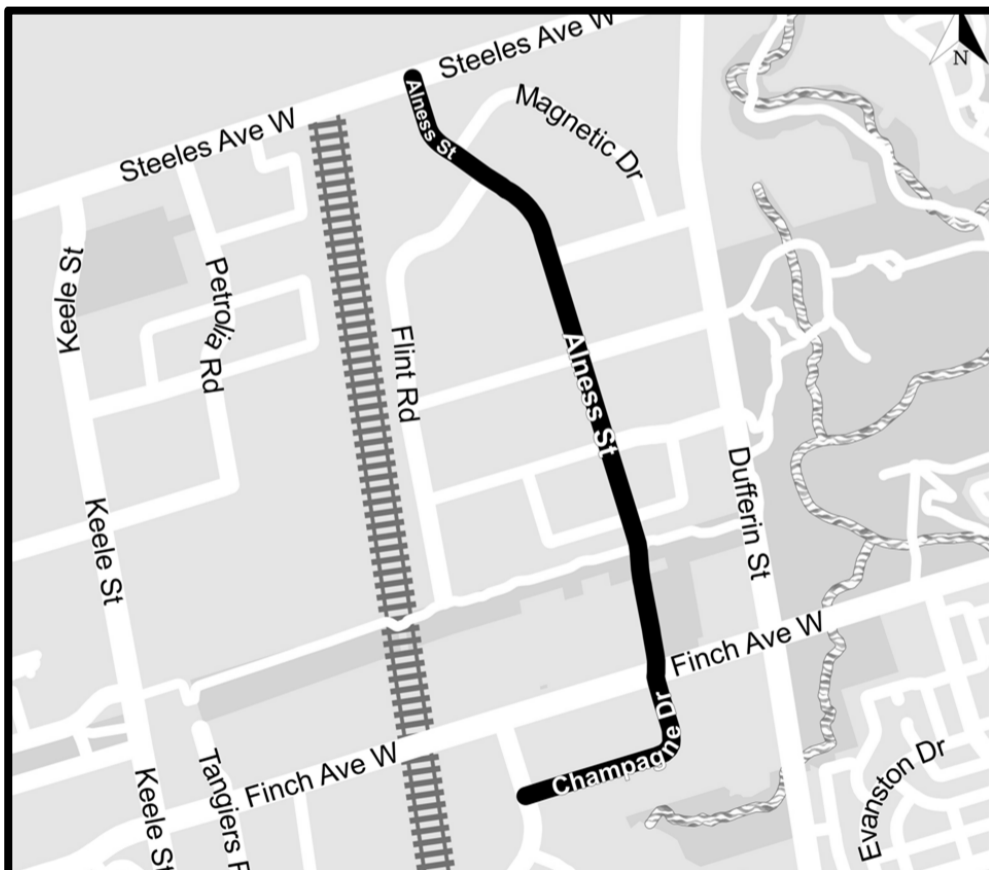 Steeles Ave W
N
Alness St
Steeles Ave W
Magnetic Dr
Keele St
Petrolia Rd
Flint Rd
Alness St
Dufferin St
Keele St
Finch Ave W
Champagne Dr
Finch Ave W
Tangiers R
Keele St
Evanston Dr